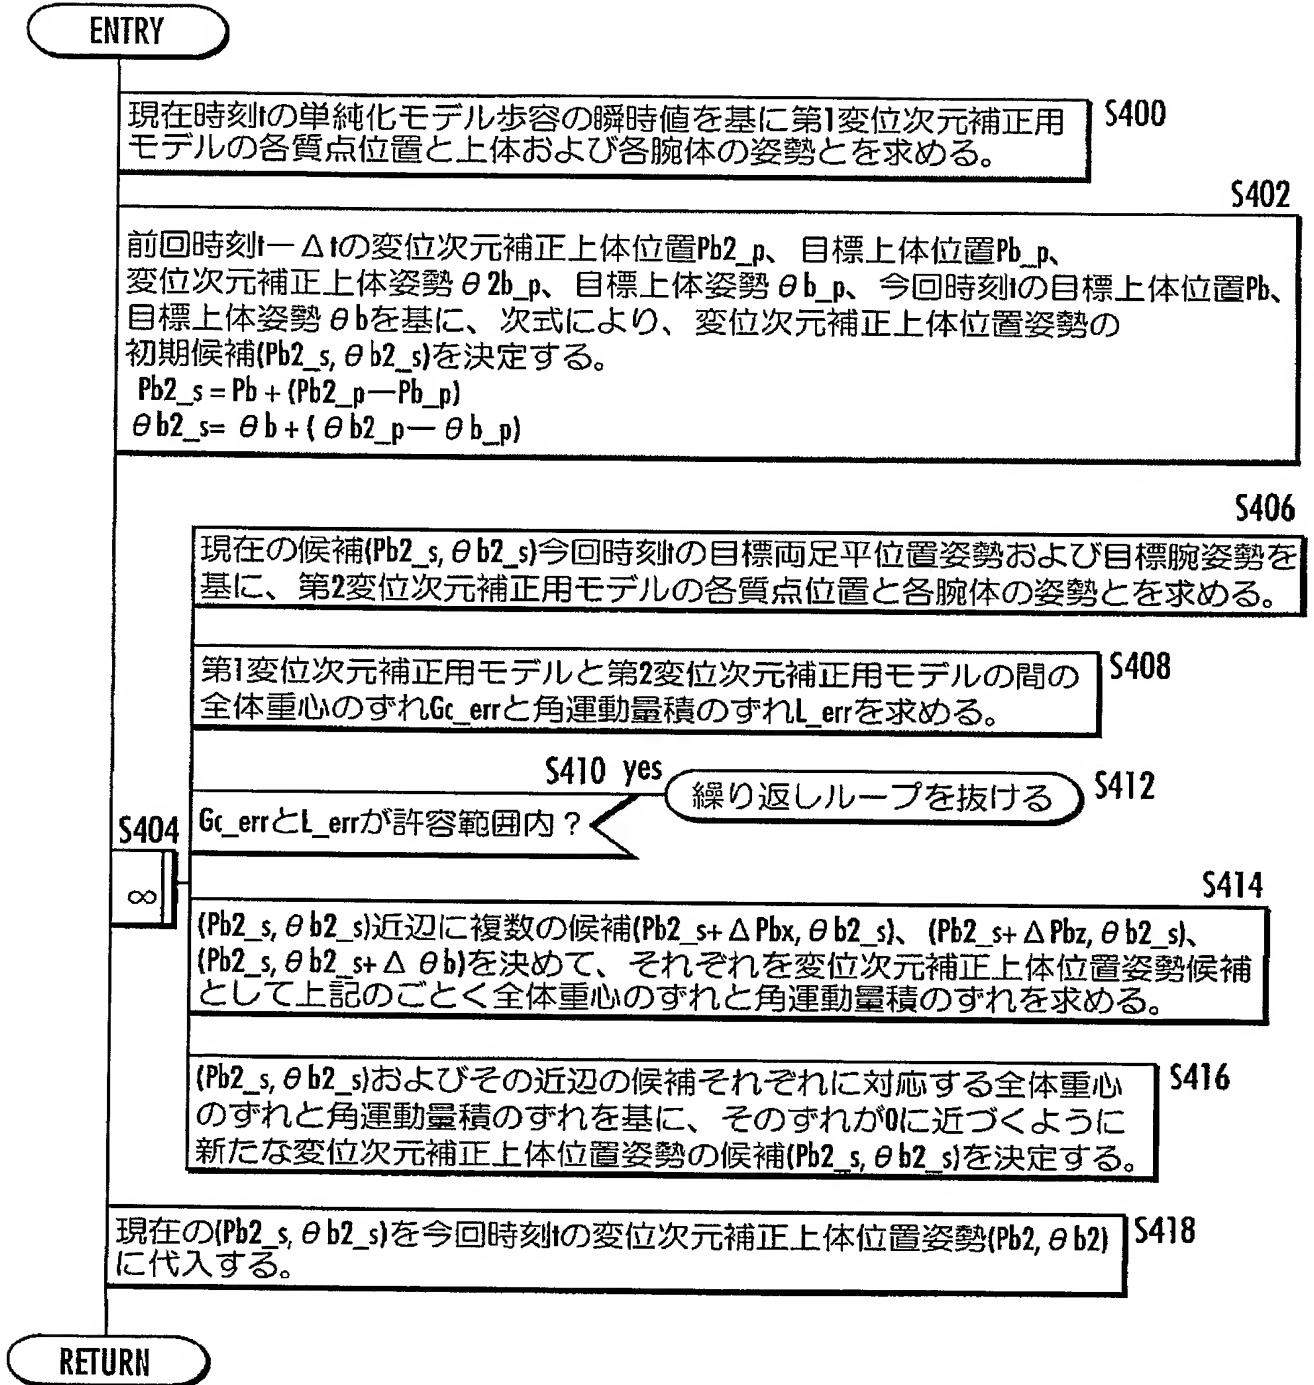 ENTRY
現在時刻tの単純化モデル歩容の瞬時値を基に第1変位次元補正用
モデルの各質点位置と上体および各腕体の姿勢とを求める。
S400
S402
前回時刻t－Δtの変位次元補正上体位置Pb2_p、目標上体位置Pb_p、
変位次元補正上体姿勢θ2b_p、目標上体姿勢θb_p、今回時刻tの目標上体位置Pb、
目標上体姿勢θbを基に、次式により、変位次元補正上体位置姿勢の
初期候補(Pb2_s, θb2_s)を決定する。
Pb2_s = Pb + (Pb2_p－Pb_p)
θb2_s= θb + ( θb2_p－ θb_p)
S406
現在の候補(Pb2_s, θb2_s)今回時刻tの目標両足平位置姿勢および目標腕姿勢を
基に、第2変位次元補正用モデルの各質点位置と各腕体の姿勢とを求める。
第1変位次元補正用モデルと第2変位次元補正用モデルの間の
全体重心のずれGc_errと角運動量積のずれL_errを求める。
S408
S410 yes
繰り返しループを抜ける
S412
Gc_errとL_errが許容範囲内？
S404
∞
S414
(Pb2_s, θb2_s)近辺に複数の候補(Pb2_s+ΔPbx, θb2_s)、(Pb2_s+ΔPbz, θb2_s)、
(Pb2_s, θb2_s+Δθb)を決めて、それぞれを変位次元補正上体位置姿勢候補
として上記のごとく全体重心のずれと角運動量積のずれを求める。
(Pb2_s, θb2_s)およびその近辺の候補それぞれに対応する全体重心
のずれと角運動量積のずれを基に、そのずれが0に近づくように
新たな変位次元補正上体位置姿勢の候補(Pb2_s, θb2_s)を決定する。
S416
現在の(Pb2_s, θb2_s)を今回時刻tの変位次元補正上体位置姿勢(Pb2, θb2)
に代入する。
S418
RETURN